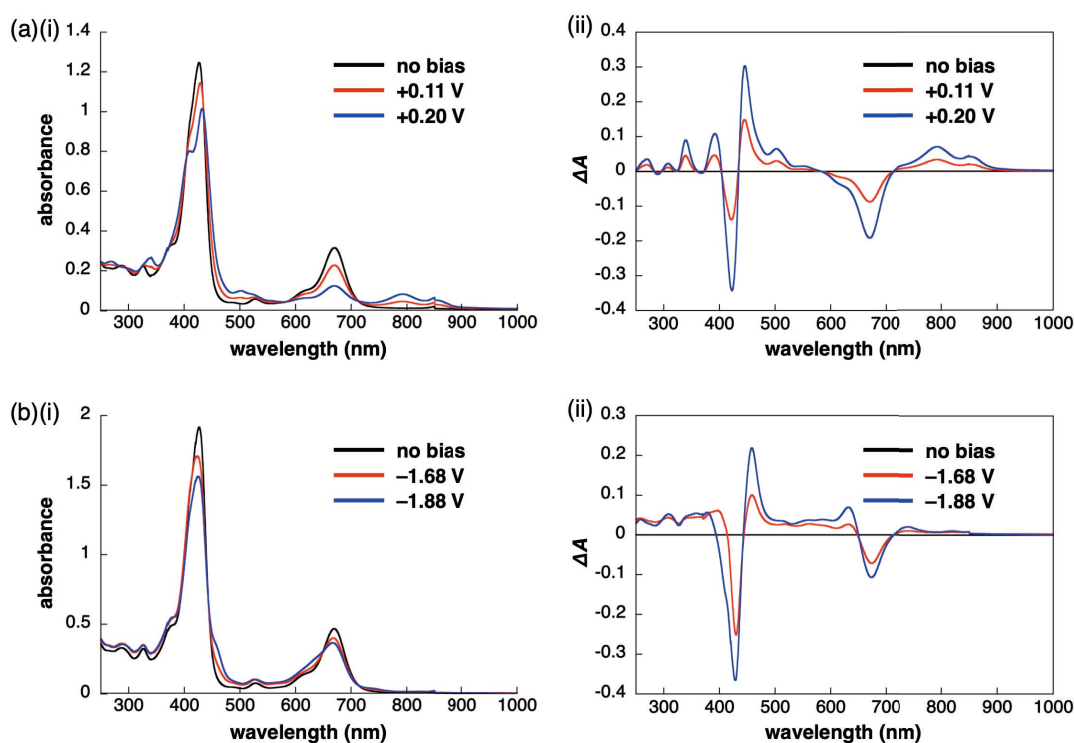 (a)(i)
1.4
1.2
1
0.8
0.6
0.4
0.2
0
absorbance
no bias
+0.11 V
+0.20 V
300 400 500 600 700 800 900 1000
wavelength (nm)
(ii)
0.4
0.3
0.2
0.1
0
-0.1
-0.2
-0.3
-0.4
ΔA
no bias
+0.11 V
+0.20 V
300 400 500 600 700 800 900 1000
wavelength (nm)
(b)(i)
2
1.5
1
0.5
0
absorbance
no bias
–1.68 V
–1.88 V
300 400 500 600 700 800 900 1000
wavelength (nm)
(ii)
0.3
0.2
0.1
0
-0.1
-0.2
-0.3
-0.4
ΔA
no bias
–1.68 V
–1.88 V
300 400 500 600 700 800 900 1000
wavelength (nm)